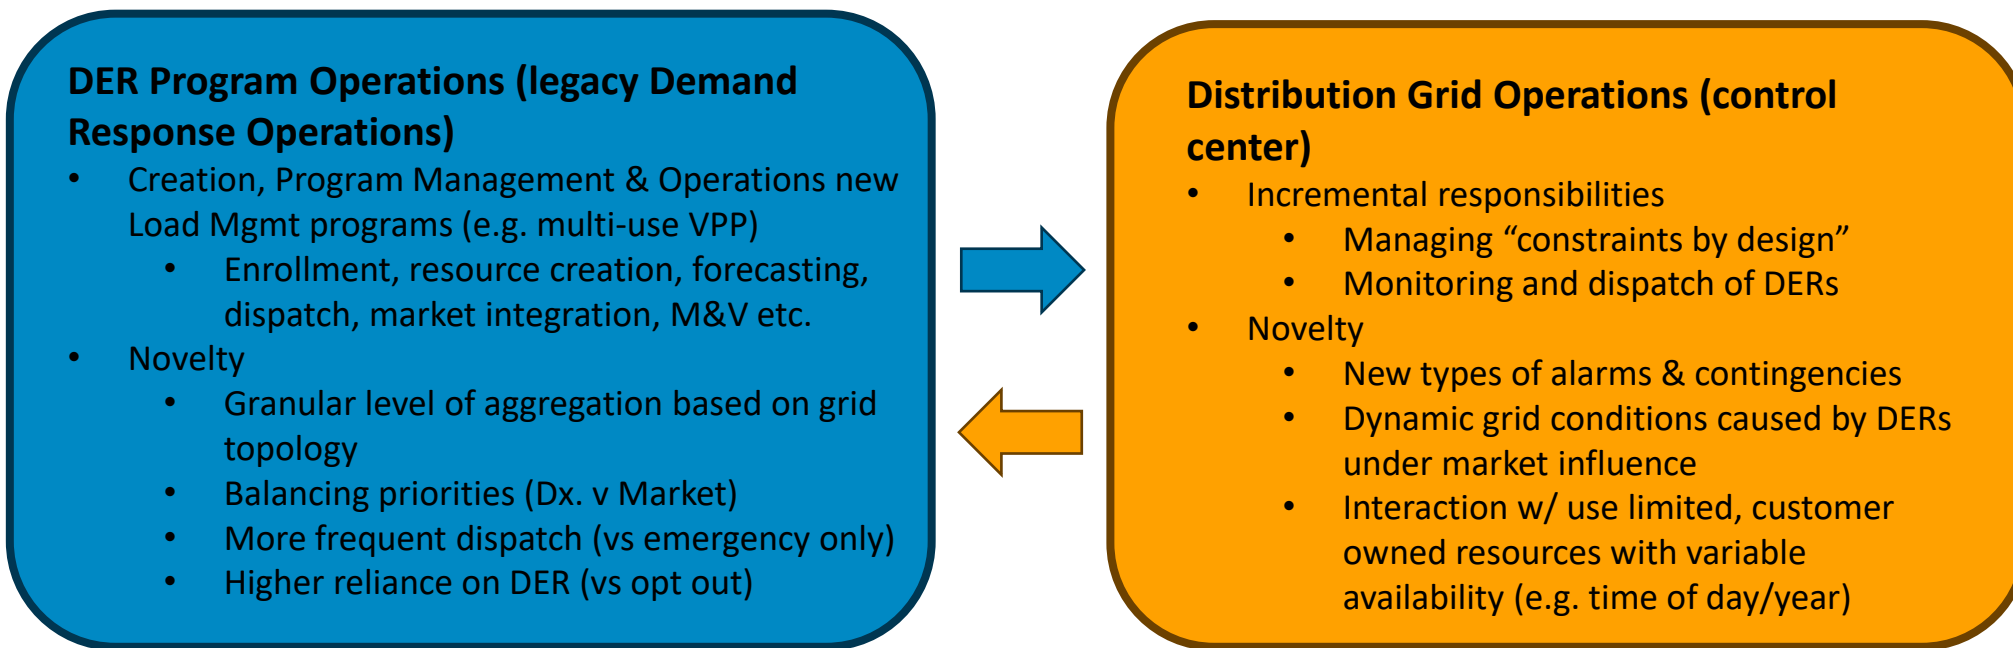 DER Program Operations (legacy Demand
Response Operations)
• Creation, Program Management & Operations new
Load Mgmt programs (e.g. multi-use VPP)
• Enrollment, resource creation, forecasting,
dispatch, market integration, M&V etc.
• Novelty
• Granular level of aggregation based on grid
topology
• Balancing priorities (Dx. v Market)
• More frequent dispatch (vs emergency only)
• Higher reliance on DER (vs opt out)
Distribution Grid Operations (control
center)
• Incremental responsibilities
• Managing “constraints by design”
• Monitoring and dispatch of DERs
• Novelty
• New types of alarms & contingencies
• Dynamic grid conditions caused by DERs
under market influence
• Interaction w/ use limited, customer
owned resources with variable
availability (e.g. time of day/year)